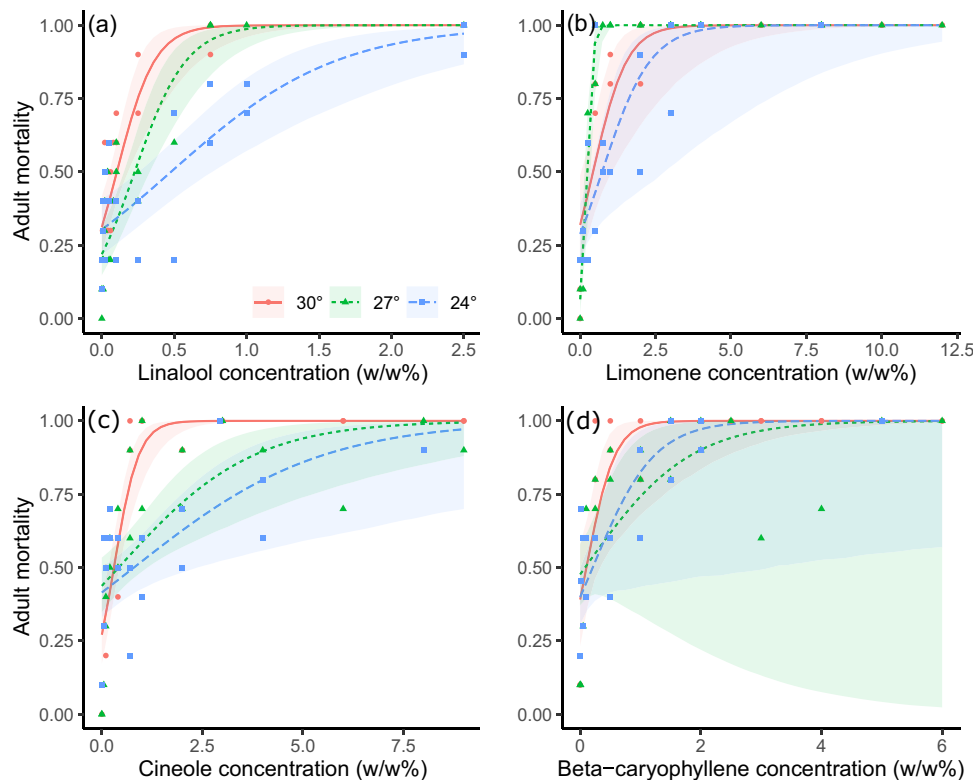 (a)
1.00
0.75
0.50
0.25
0.00
Adult mortality
30° 27° 24°
0.0 0.5 1.0 1.5 2.0 2.5
Linalool concentration (w/w%)
(b)
1.00
0.75
0.50
0.25
0.00
0.0 2.5 5.0 7.5 10.0 12.5
Limonene concentration (w/w%)
(c)
1.00
0.75
0.50
0.25
0.00
Adult mortality
0.0 2.5 5.0 7.5
Cineole concentration (w/w%)
(d)
1.00
0.75
0.50
0.25
0.00
0 2 4 6
Beta−caryophyllene concentration (w/w%)